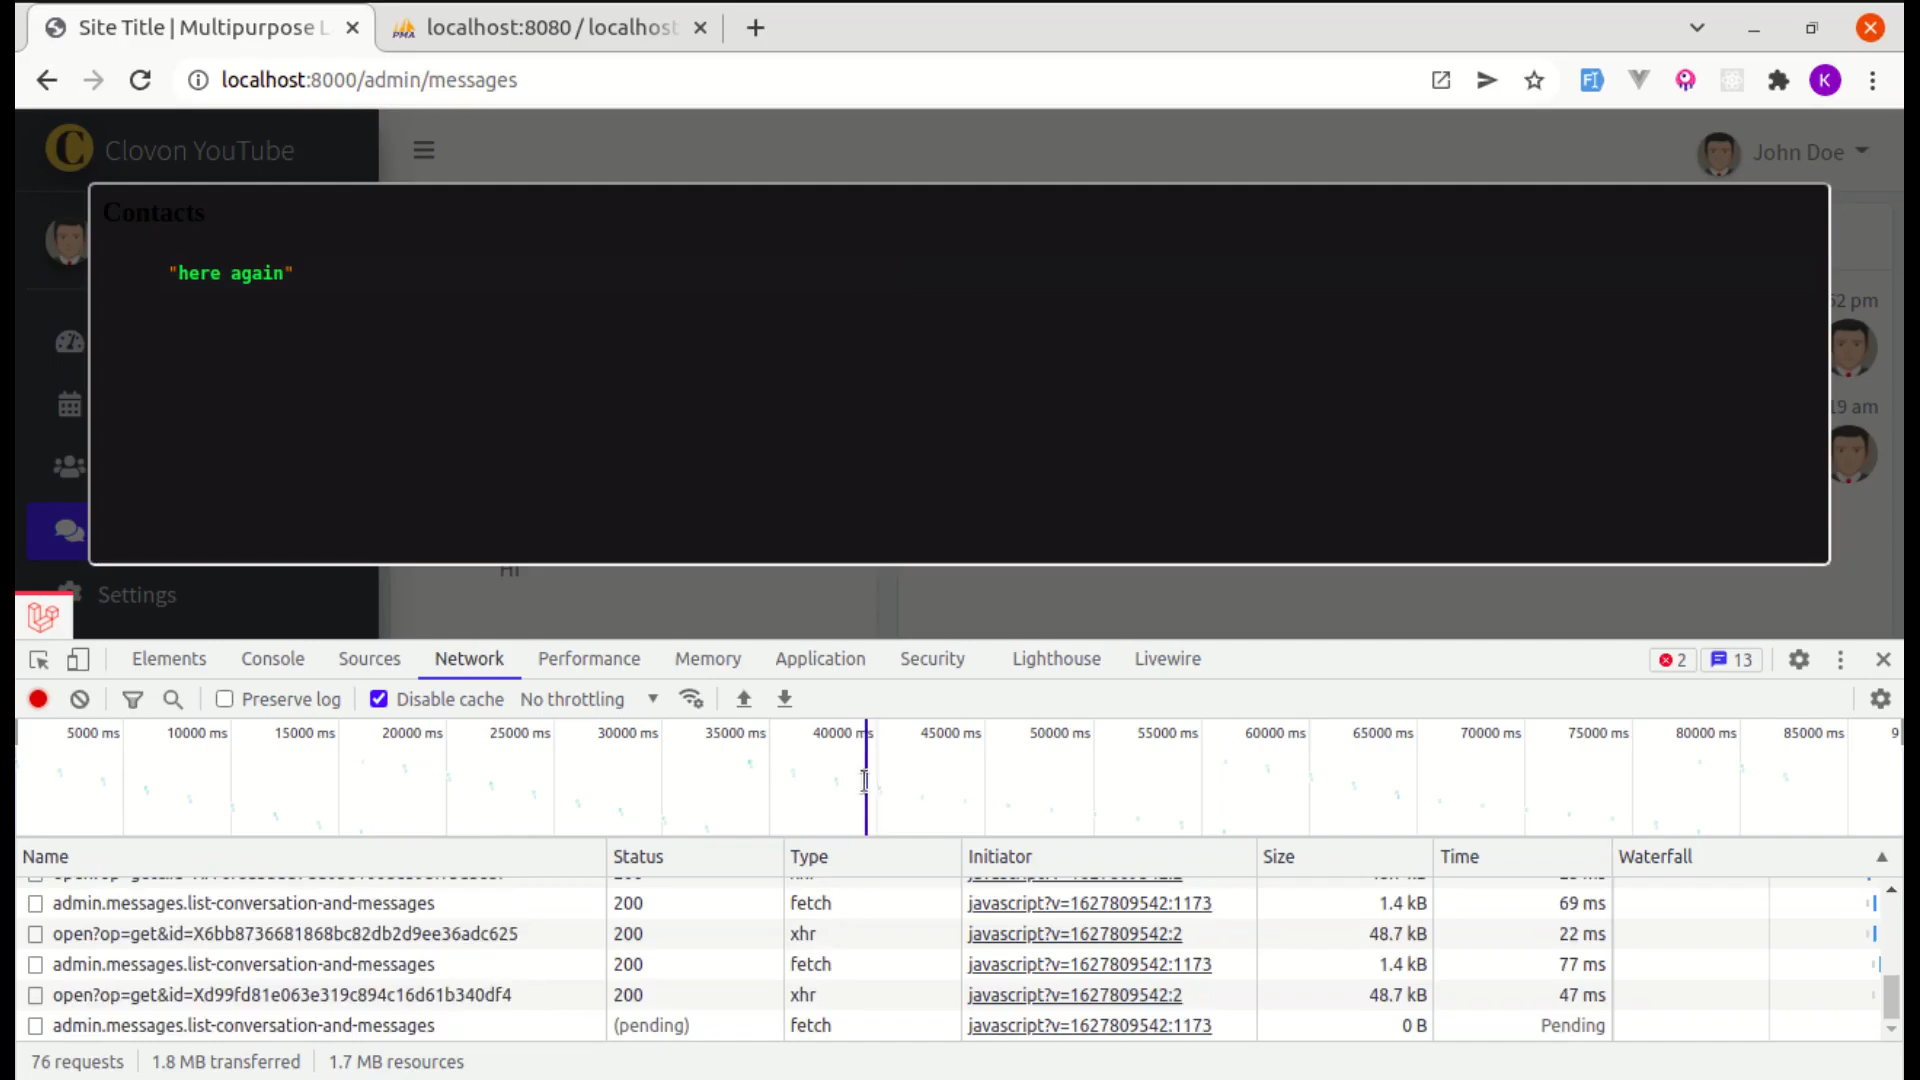 Site Title | Multipurpose L
localhost:8080 / localhost
localhost:8000/admin/messages
K
Clovon YouTube
John Doe
Contacts
"here again"
52 pm
19 am
Hi
Settings
Elements Console Sources Network Performance Memory Application Security Lighthouse Livewire 2 13
Preserve log Disable cache No throttling
5000 ms 10000 ms 15000 ms 20000 ms 25000 ms 30000 ms 35000 ms 40000 ms 45000 ms 50000 ms 55000 ms 60000 ms 65000 ms 70000 ms 75000 ms 80000 ms 85000 ms 9
Name Status Type Initiator Size Time Waterfall
admin.messages.list-conversation-and-messages 200 fetch javascript?v=1627809542:1173 1.4 kB 69 ms
open?op=get&id=X6bb8736681868bc82db2d9ee36adc625 200 xhr javascript?v=1627809542:2 48.7 kB 22 ms
admin.messages.list-conversation-and-messages 200 fetch javascript?v=1627809542:1173 1.4 kB 77 ms
open?op=get&id=Xd99fd81e063e319c894c16d61b340df4 200 xhr javascript?v=1627809542:2 48.7 kB 47 ms
admin.messages.list-conversation-and-messages (pending) fetch javascript?v=1627809542:1173 0 B Pending
76 requests 1.8 MB transferred 1.7 MB resources